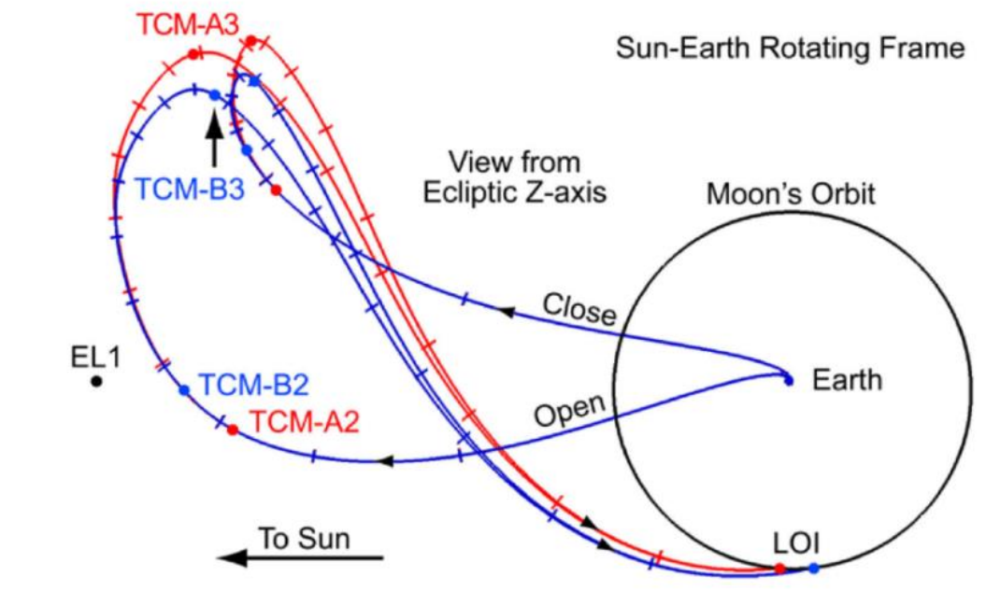 TCM-A3
Sun-Earth Rotating Frame
View from
Ecliptic Z-axis
TCM-B3
Moon's Orbit
Close
EL1
TCM-B2
Earth
TCM-A2
Open
To Sun
LOI